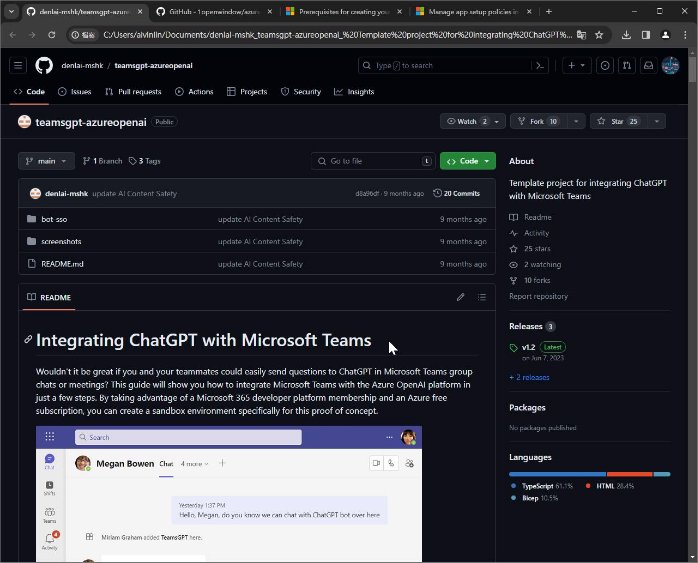 denlai-mshk/teamsgpt-azure
GitHub - 1openwindow/azure
Prerequisites for creating your
Manage app setup policies in
檔案
C:/Users/alvinlin/Documents/denlai-mshk_teamsgpt-azureopenai_%20Template%20project%20for%20integrating%20ChatGPT%...
denlai-mshk / teamsgpt-azureopenai
Type / to search
Code
Issues
Pull requests
Actions
Projects
Security
Insights
teamsgpt-azureopenai
Public
Watch 2
Fork 10
Star 25
main
1 Branch
3 Tags
Go to file
t
Code
denlai-mshk update AI Content Safety
d8a96df · 9 months ago
20 Commits
bot-sso
update AI Content Safety
9 months ago
screenshots
update AI Content Safety
9 months ago
README.md
update AI Content Safety
9 months ago
README
Integrating ChatGPT with Microsoft Teams
Wouldn't it be great if you and your teammates could easily send questions to ChatGPT in Microsoft Teams group
chats or meetings? This guide will show you how to integrate Microsoft Teams with the Azure OpenAI platform in
just a few steps. By taking advantage of a Microsoft 365 developer platform membership and an Azure free
subscription, you can create a sandbox environment specifically for this proof of concept.
Search
Chat
Shifts
Teams
Activity
4
Megan Bowen
Chat
4 more
Yesterday 1:37 PM
Hello, Megan, do you know we can chat with ChatGPT bot over here
Miriam Graham added TeamsGPT here.
About
Template project for integrating ChatGPT
with Microsoft Teams
Readme
Activity
25 stars
2 watching
10 forks
Report repository
Releases 3
v1.2 Latest
on Jun 7, 2023
+ 2 releases
Packages
No packages published
Languages
TypeScript 61.1%
HTML 28.4%
Bicep 10.5%